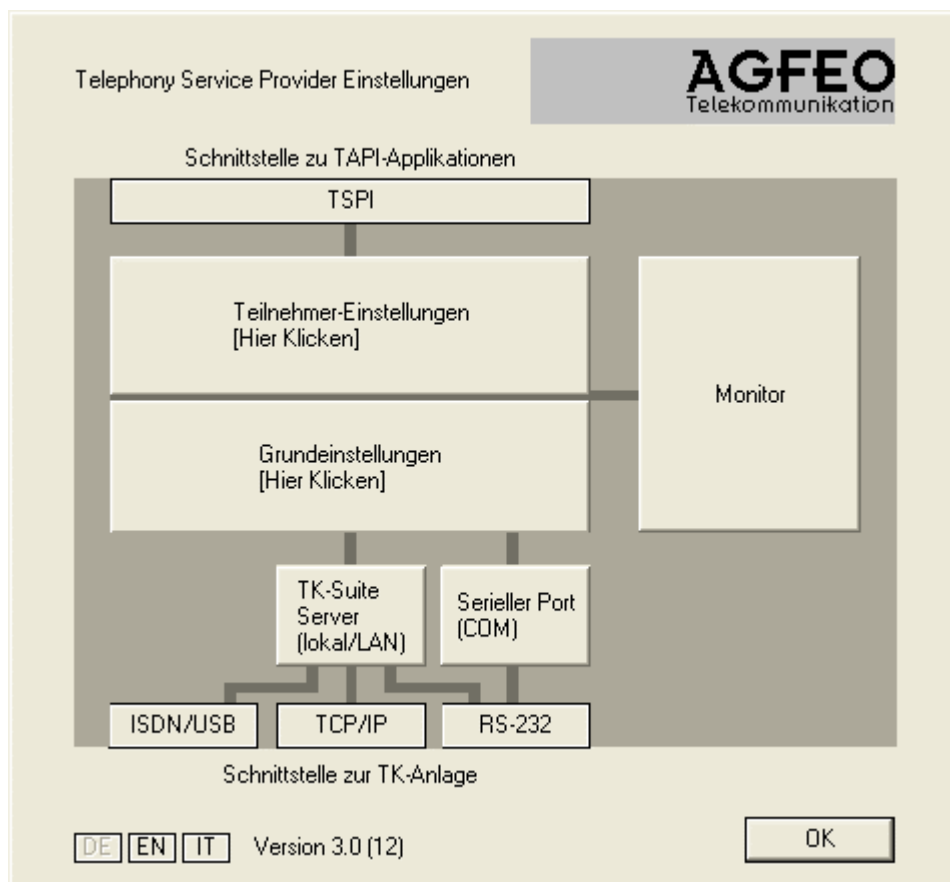 Telephony Service Provider Einstellungen
AGFEO
Telekommunikation
Schnittstelle zu TAPI-Applikationen
TSPI
Teilnehmer-Einstellungen
[Hier Klicken]
Monitor
Grundeinstellungen
[Hier Klicken]
TK-Suite
Server
(lokal/LAN)
Serieller Port
(COM)
ISDN/USB
TCP/IP
RS-232
Schnittstelle zur TK-Anlage
DE EN IT Version 3.0 (12)
OK